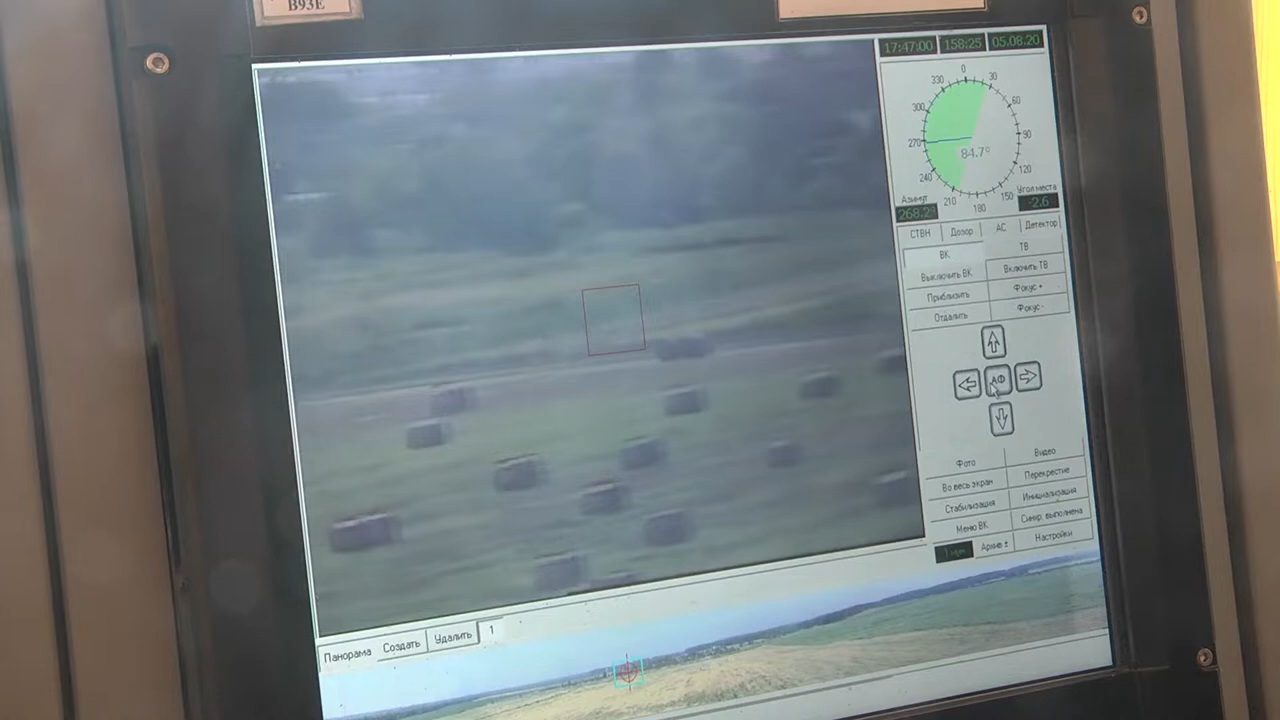 B93E
17:47:00 158:25 05.08.20
0
330 30
300 60
270 90
84.7°
240 120
210 180 150
Азимут Угол места
268.2° -2.6
СТВН Дозор АС Детектор
ВК ТВ
Выключить ВК Включить ТВ
Приблизить Фокус +
Отдалить Фокус -
АФ
Фото Видео
Во весь экран Перекрестие
Стабилизация Инициализация
Меню ВК Синхр. выполнена
1 мин Архив ± Настройки
Панорама Создать Удалить 1